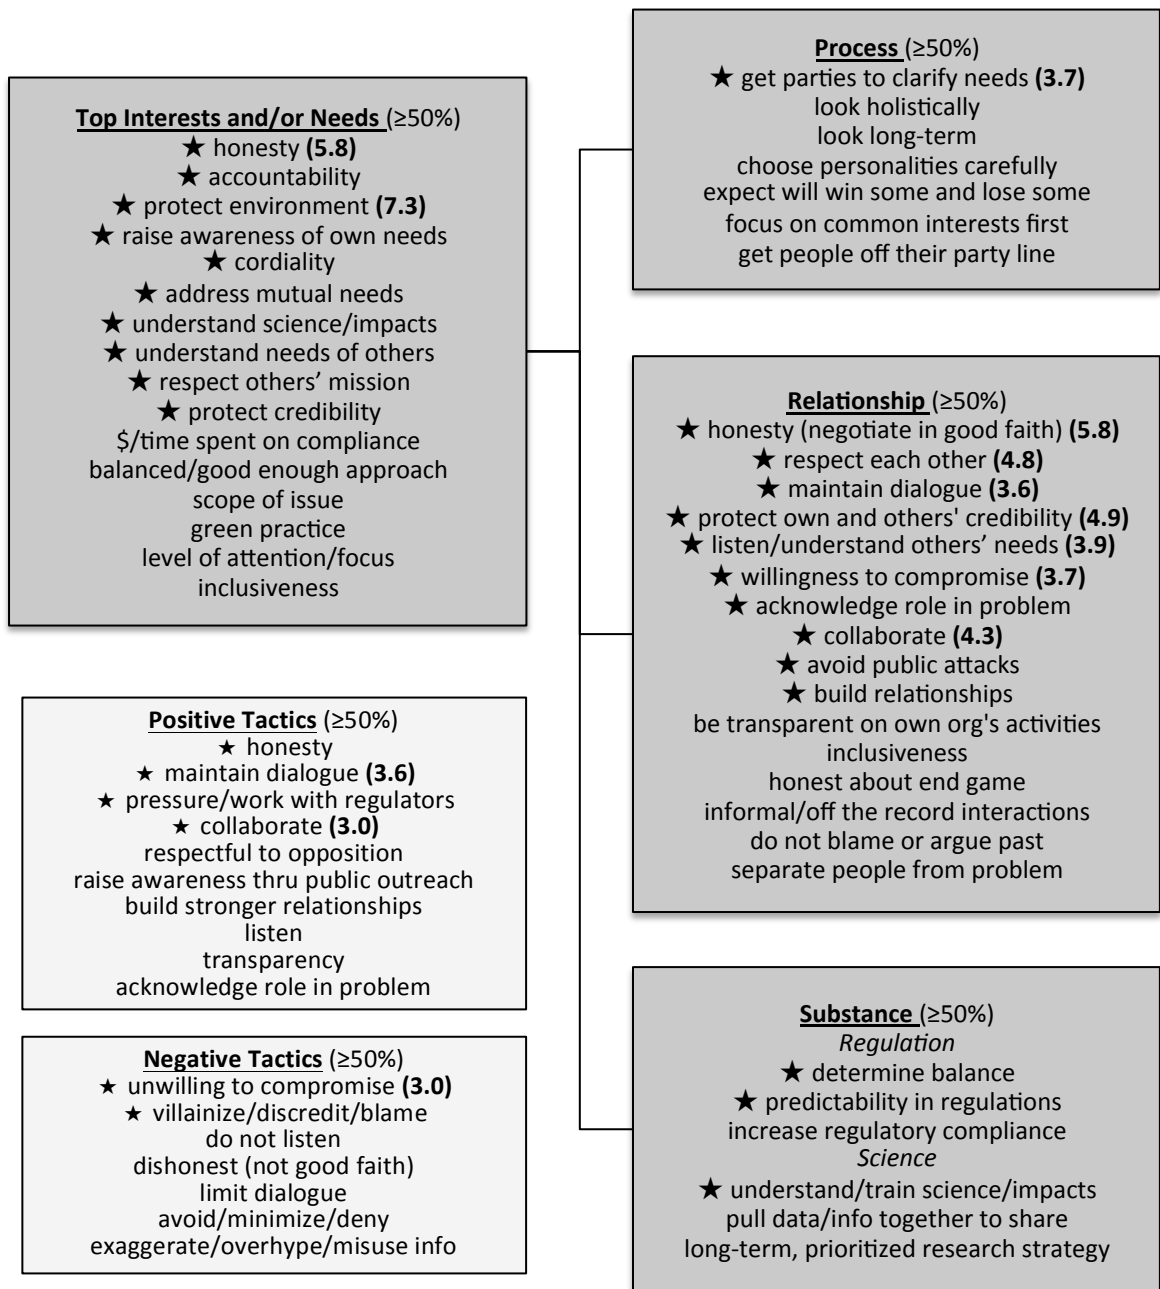 Top Interests and/or Needs (≥50%)
★ honesty (5.8)
★ accountability
★ protect environment (7.3)
★ raise awareness of own needs
★ cordiality
★ address mutual needs
★ understand science/impacts
★ understand needs of others
★ respect others’ mission
★ protect credibility
$/time spent on compliance
balanced/good enough approach
scope of issue
green practice
level of attention/focus
inclusiveness
Positive Tactics (≥50%)
★ honesty
★ maintain dialogue (3.6)
★ pressure/work with regulators
★ collaborate (3.0)
respectful to opposition
raise awareness thru public outreach
build stronger relationships
listen
transparency
acknowledge role in problem
Negative Tactics (≥50%)
★ unwilling to compromise (3.0)
★ villainize/discredit/blame
do not listen
dishonest (not good faith)
limit dialogue
avoid/minimize/deny
exaggerate/overhype/misuse info
Process (≥50%)
★ get parties to clarify needs (3.7)
look holistically
look long-term
choose personalities carefully
expect will win some and lose some
focus on common interests first
get people off their party line
Relationship (≥50%)
★ honesty (negotiate in good faith) (5.8)
★ respect each other (4.8)
★ maintain dialogue (3.6)
★ protect own and others' credibility (4.9)
★ listen/understand others’ needs (3.9)
★ willingness to compromise (3.7)
★ acknowledge role in problem
★ collaborate (4.3)
★ avoid public attacks
★ build relationships
be transparent on own org's activities
inclusiveness
honest about end game
informal/off the record interactions
do not blame or argue past
separate people from problem
Substance (≥50%)
Regulation
★ determine balance
★ predictability in regulations
increase regulatory compliance
Science
★ understand/train science/impacts
pull data/info together to share
long-term, prioritized research strategy